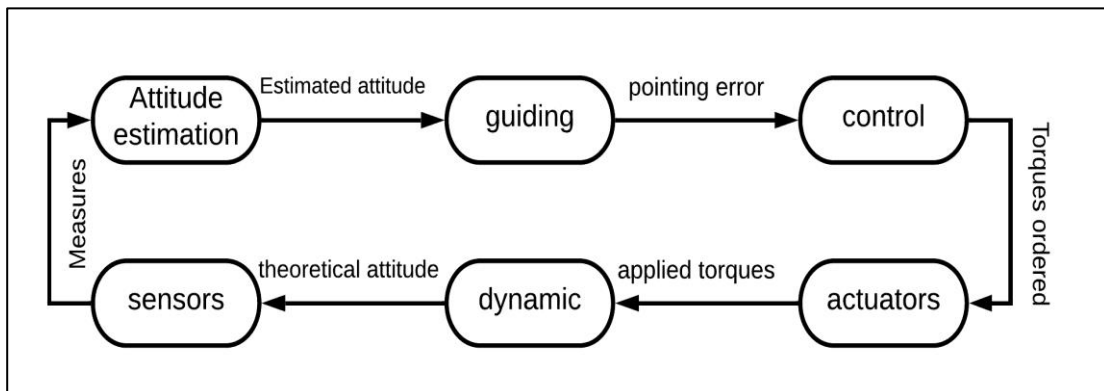 Attitude
estimation
Estimated attitude
guiding
pointing error
control
Torques ordered
actuators
applied torques
dynamic
theoretical attitude
sensors
Measures